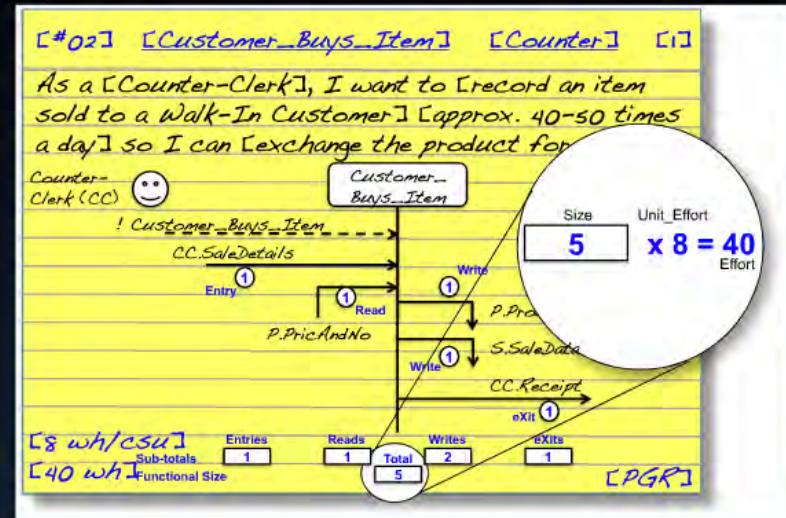 [#02] [Customer_Buys_Item] [Counter] [1]
As a [Counter-Clerk], I want to [record an item
sold to a Walk-In Customer] [approx. 40-50 times
a day] so I can [exchange the product for
Counter-
Clerk (CC)
Customer_
Buys_Item
! Customer_Buys_Item
CC.SaleDetails
1
Entry
1
Read
P.PricAndNo
Write
1
P.Pro
Write
1
S.SaleData
CC.Receipt
eXit
1
Size
Unit_Effort
5 x 8 = 40
Effort
[8 wh/csu]
Entries Reads Writes eXits
Sub-totals 1 1 2 1
Total
[40 wh] Functional Size 5
[PGR]